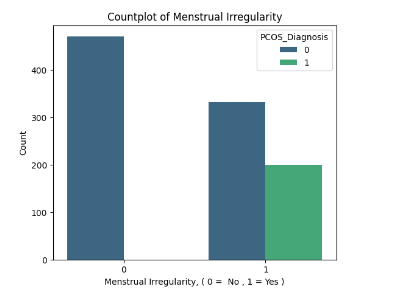 Countplot of Menstrual Irregularity
PCOS_Diagnosis
0
1
400
300
200
100
0
Count
0 1
Menstrual Irregularity, ( 0 =  No , 1 = Yes )